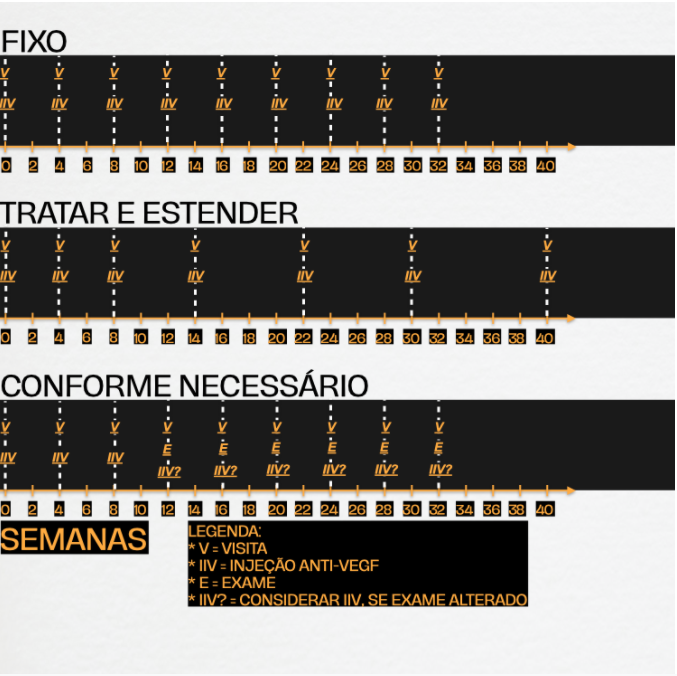 FIXO
V V V V V V V V V
IIV IIV IIV IIV IIV IIV IIV IIV IIV
0 2 4 6 8 10 12 14 16 18 20 22 24 26 28 30 32 34 36 38 40
TRATAR E ESTENDER
V V V V V V V
IIV IIV IIV IIV IIV IIV IIV
0 2 4 6 8 10 12 14 16 18 20 22 24 26 28 30 32 34 36 38 40
CONFORME NECESSÁRIO
V V V V V V V V V
E E E E E E
IIV IIV IIV
IIV? IIV? IIV? IIV? IIV? IIV?
0 2 4 6 8 10 12 14 16 18 20 22 24 26 28 30 32 34 36 38 40
SEMANAS
LEGENDA:
* V = VISITA
* IIV = INJEÇÃO ANTI-VEGF
* E = EXAME
* IIV? = CONSIDERAR IIV, SE EXAME ALTERADO